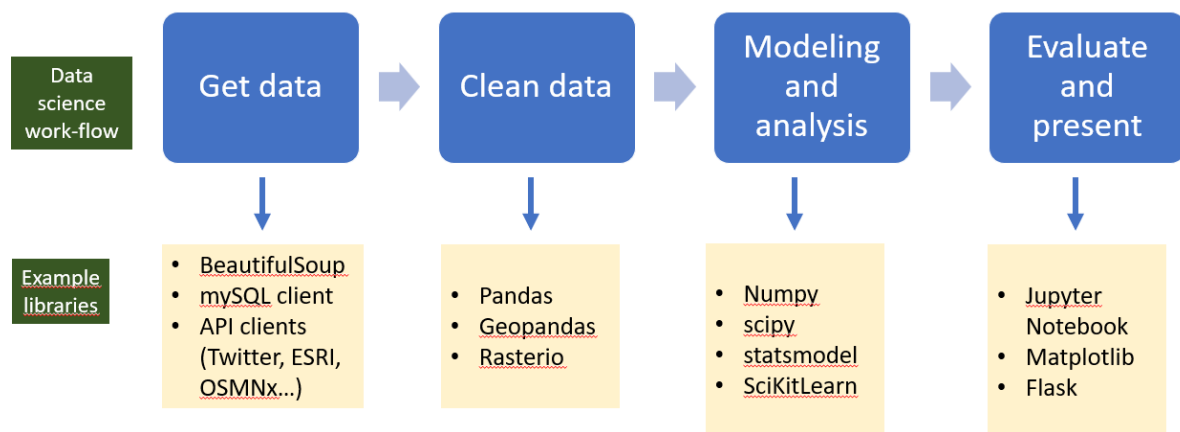 Data
science
work-flow
Get data
Clean data
Modeling
and
analysis
Evaluate
and
present
Example
libraries
• BeautifulSoup
• mySQL client
• API clients
(Twitter, ESRI,
OSMNx...)
• Pandas
• Geopandas
• Rasterio
• Numpy
• scipy
• statsmodel
• SciKitLearn
• Jupyter
Notebook
• Matplotlib
• Flask